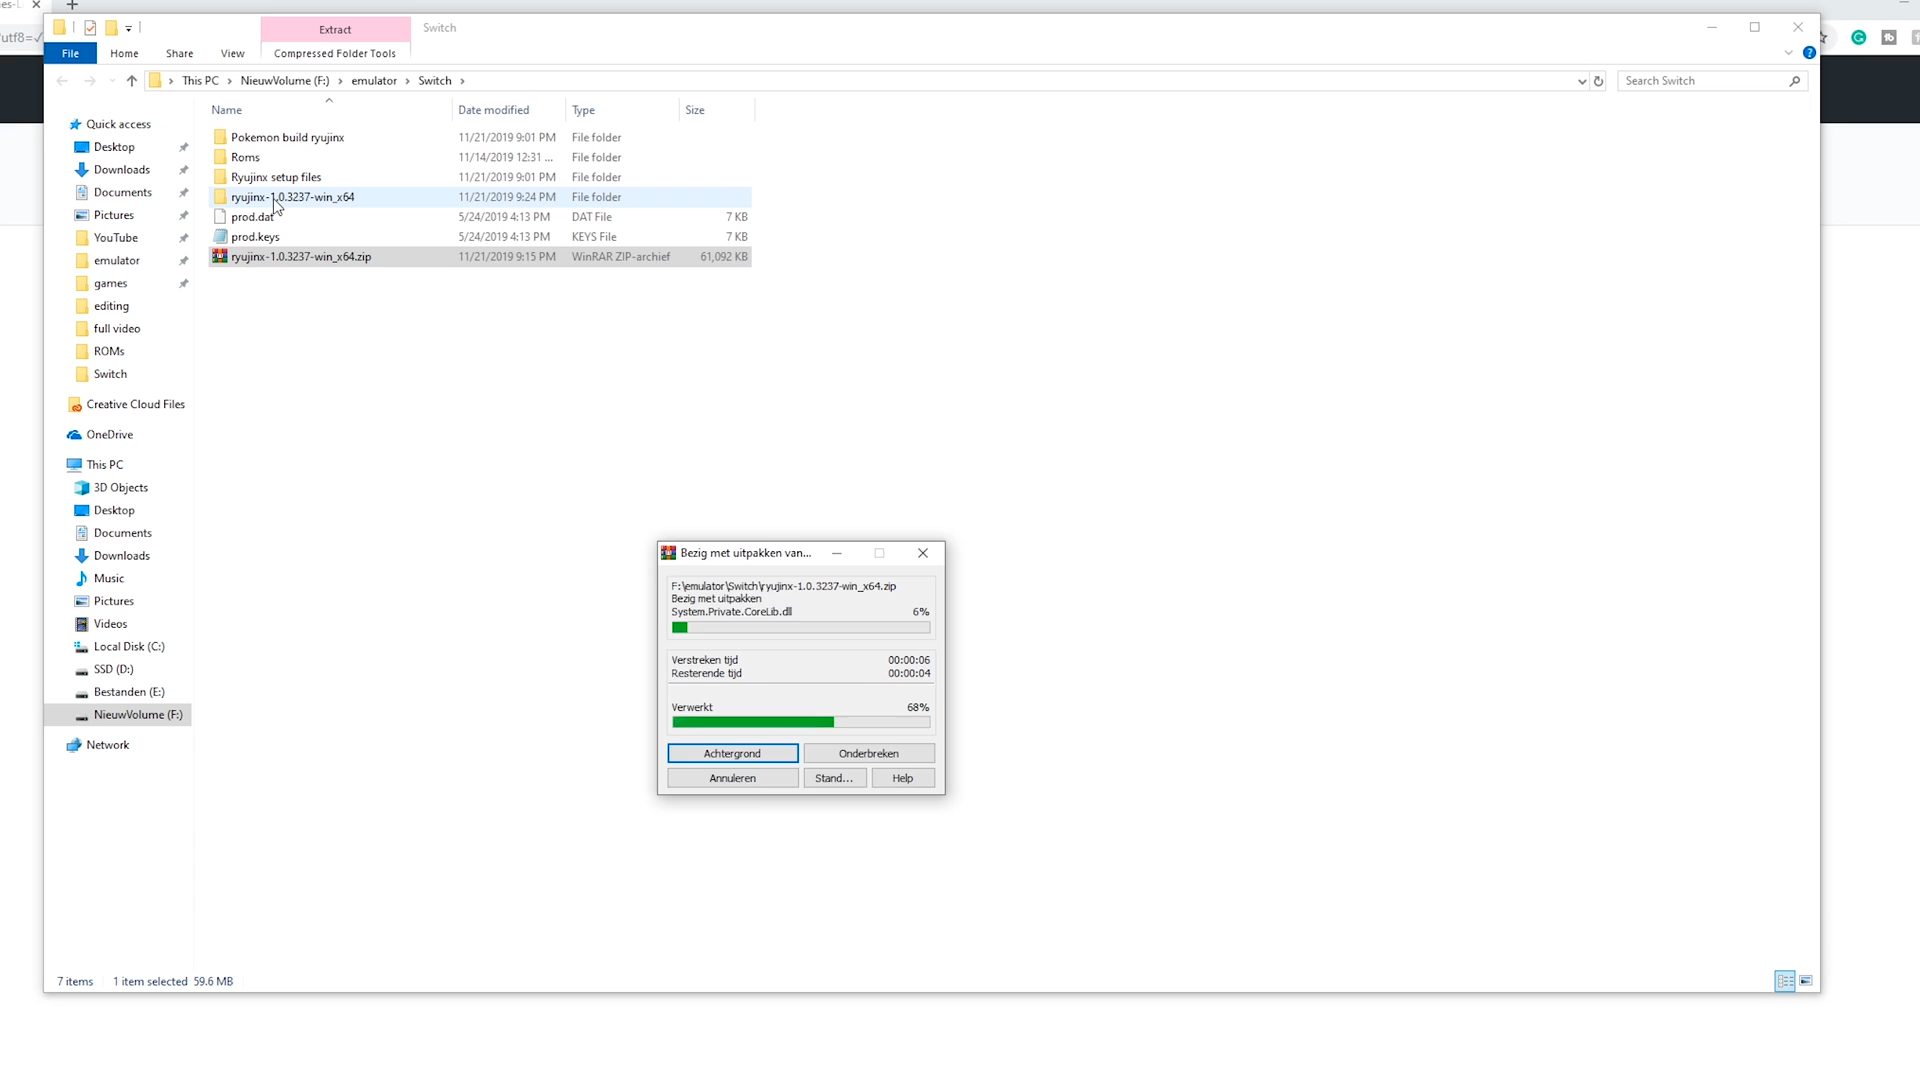 es-L
utf8=✓
Extract
Switch
File
Home
Share
View
Compressed Folder Tools
This PC › NieuwVolume (F:) › emulator › Switch ›
Search Switch
Name
Date modified
Type
Size
Quick access
Desktop
Downloads
Documents
Pictures
YouTube
emulator
games
editing
full video
ROMs
Switch
Creative Cloud Files
OneDrive
This PC
3D Objects
Desktop
Documents
Downloads
Music
Pictures
Videos
Local Disk (C:)
SSD (D:)
Bestanden (E:)
NieuwVolume (F:)
Network
Pokemon build ryujinx 11/21/2019 9:01 PM File folder
Roms 11/14/2019 12:31 ... File folder
Ryujinx setup files 11/21/2019 9:01 PM File folder
ryujinx-1.0.3237-win_x64 11/21/2019 9:24 PM File folder
prod.dat 5/24/2019 4:13 PM DAT File 7 KB
prod.keys 5/24/2019 4:13 PM KEYS File 7 KB
ryujinx-1.0.3237-win_x64.zip 11/21/2019 9:15 PM WinRAR ZIP-archief 61,092 KB
Bezig met uitpakken van...
F:\emulator\Switch\ryujinx-1.0.3237-win_x64.zip
Bezig met uitpakken
System.Private.CoreLib.dll 6%
Verstreken tijd 00:00:06
Resterende tijd 00:00:04
Verwerkt 68%
Achtergrond
Onderbreken
Annuleren
Stand...
Help
7 items 1 item selected 59.6 MB